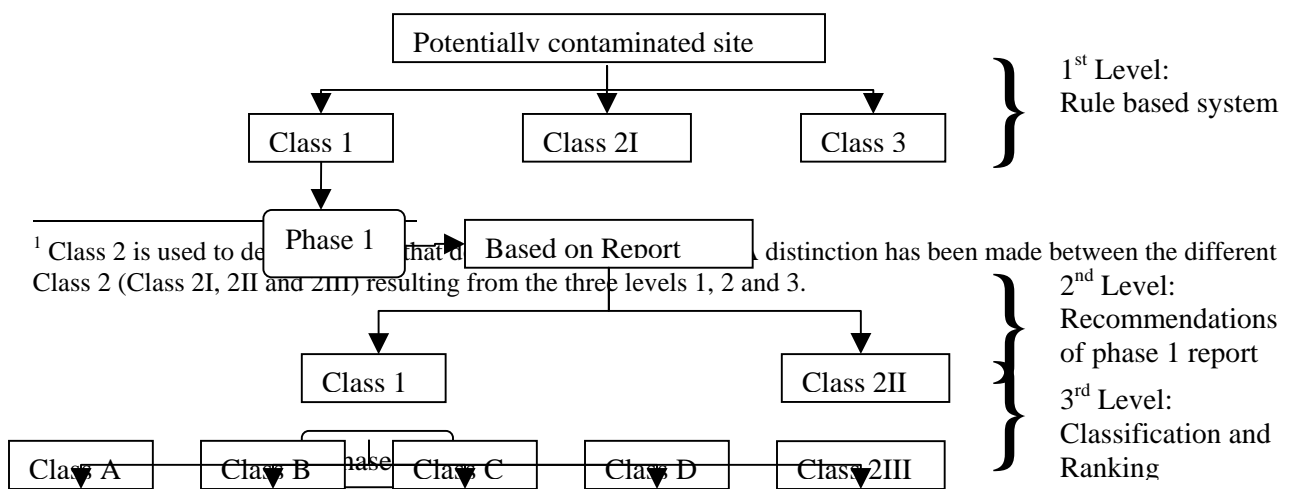 Potentially contaminated site
1st Level:
Rule based system
Class 1
Class 2I
Class 3
Phase 1
Based on Report
1 Class 2 is used to that A distinction has been made between the different
Class 2 (Class 2I, 2II and 2III) resulting from the three levels 1, 2 and 3.
2nd Level:
Recommendations
of phase 1 report
Class 1
Class 2II
3rd Level:
Classification and
Ranking
Class A
Class B
Class C
Class D
Class 2III